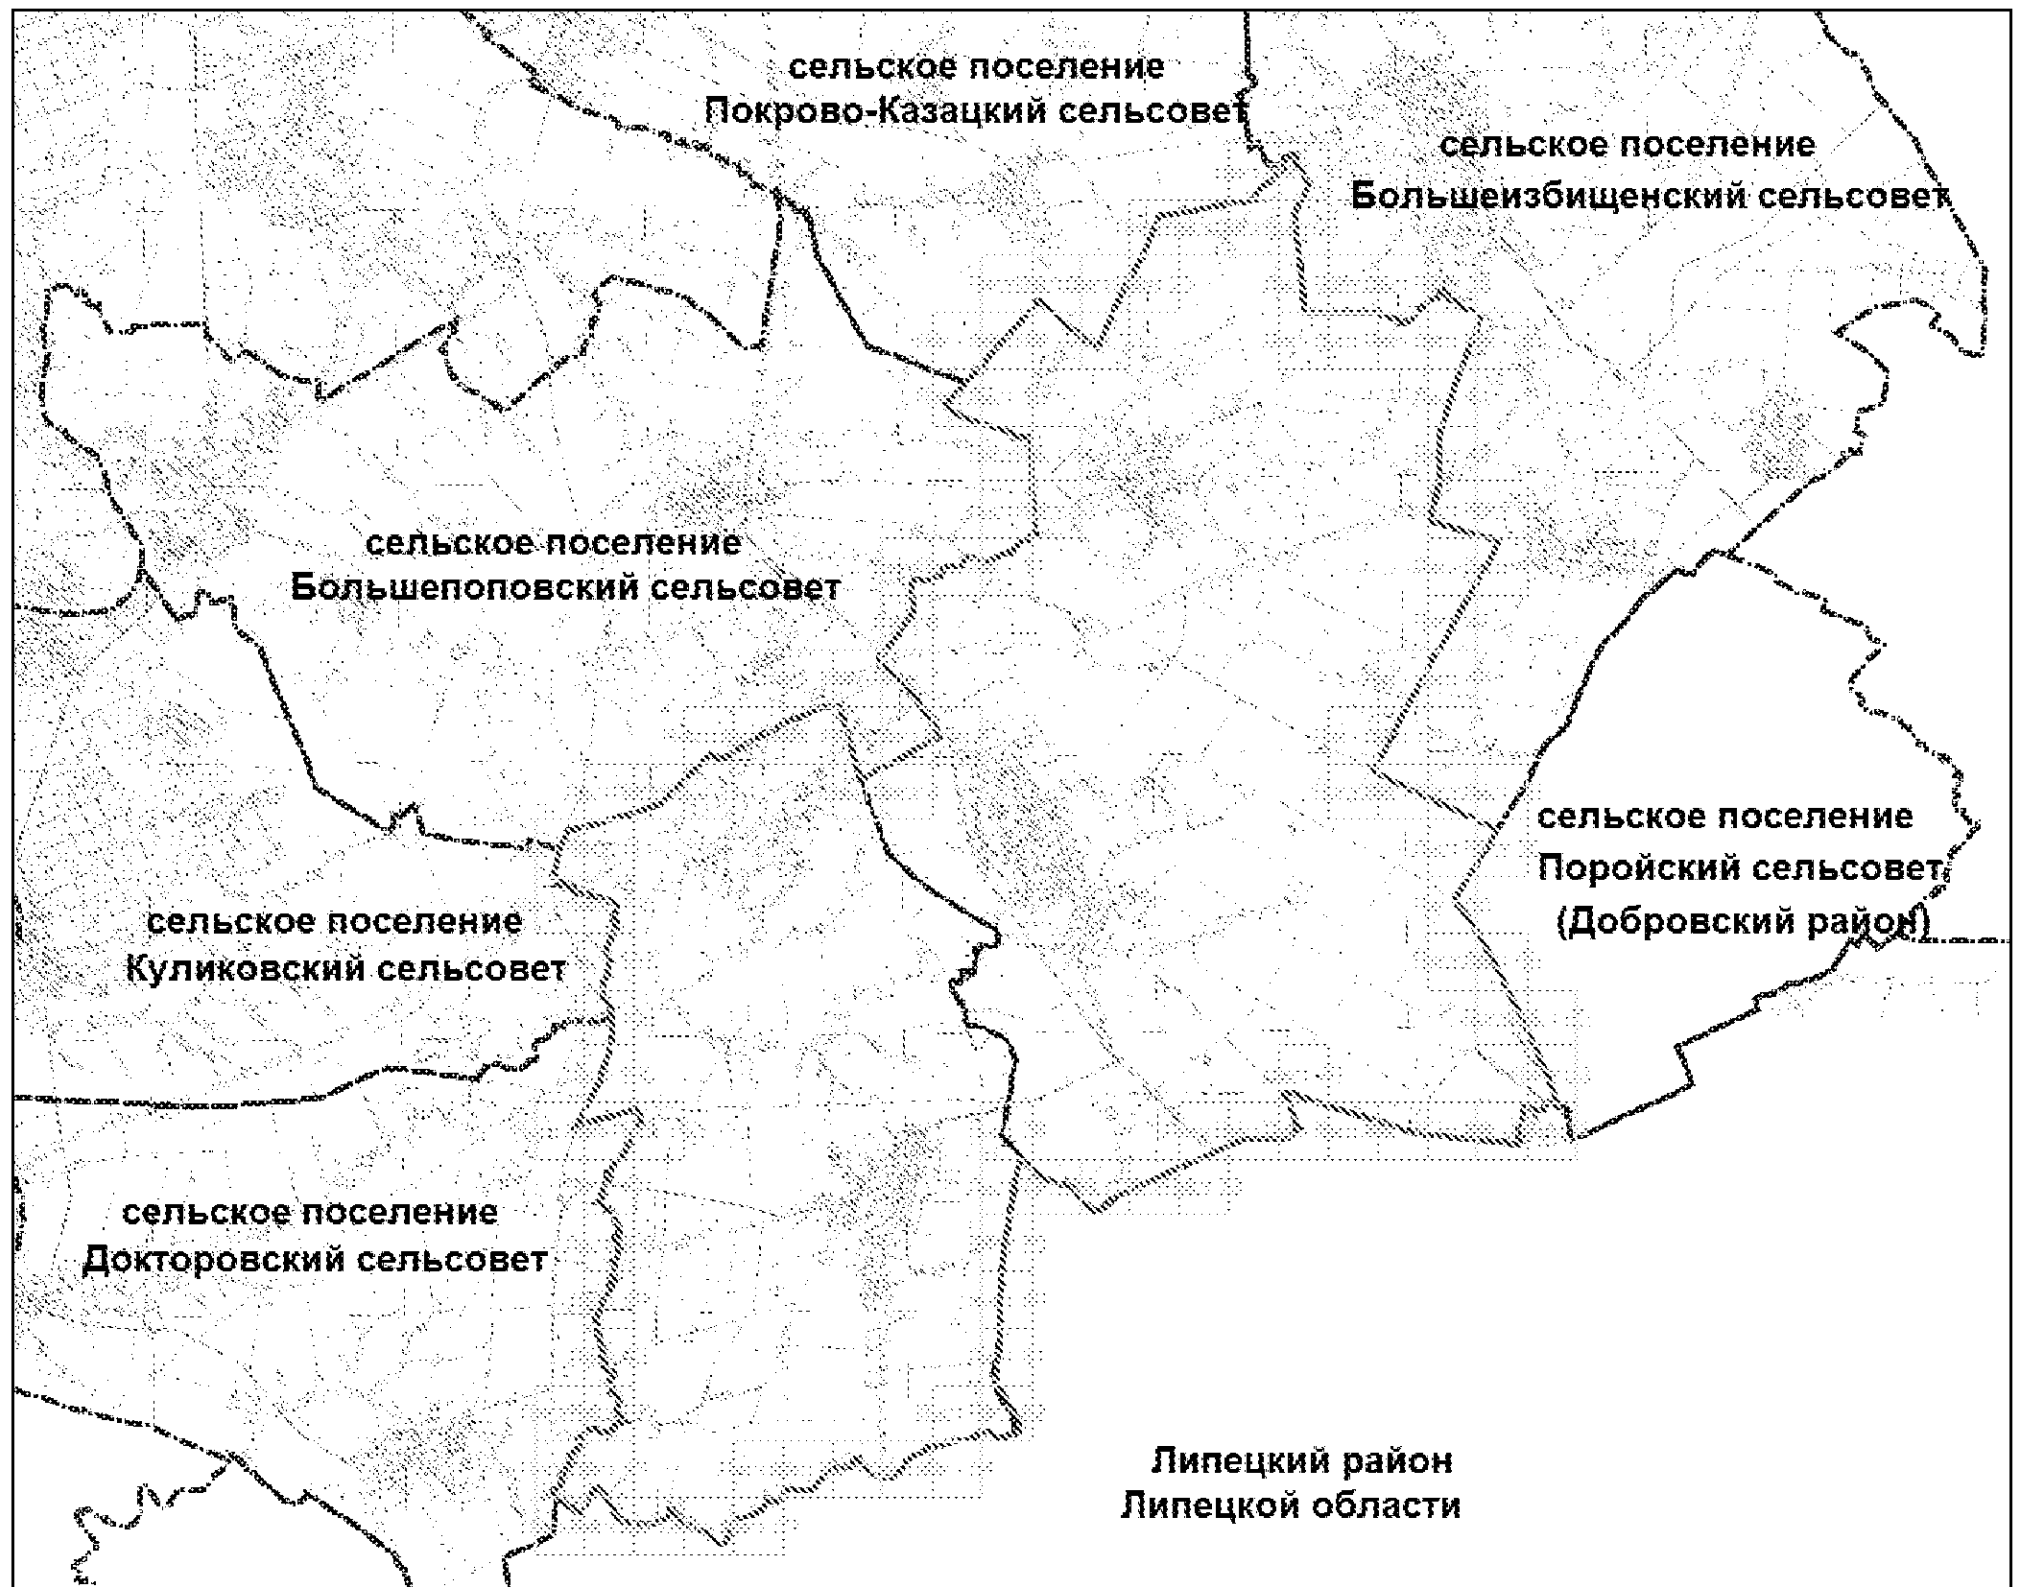 сельское поселение
Покрово-Казацкий сельсовет
сельское поселение
Большеизбищенский сельсовет
сельское поселение
Большепоповский сельсовет
сельское поселение
Поройский сельсовет
(Добровский район)
сельское поселение
Куликовский сельсовет
сельское поселение
Докторовский сельсовет
Липецкий район
Липецкой области